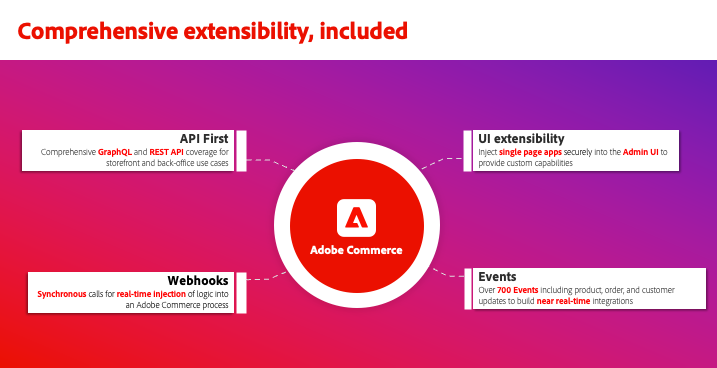 Comprehensive extensibility, included
API First
Comprehensive GraphQL and REST API coverage for
storefront and back-office use cases
UI extensibility
Inject single page apps securely into the Admin UI to
provide custom capabilities
Adobe Commerce
Webhooks
Synchronous calls for real-time injection of logic into
an Adobe Commerce process
Events
Over 700 Events including product, order, and customer
updates to build near real-time integrations